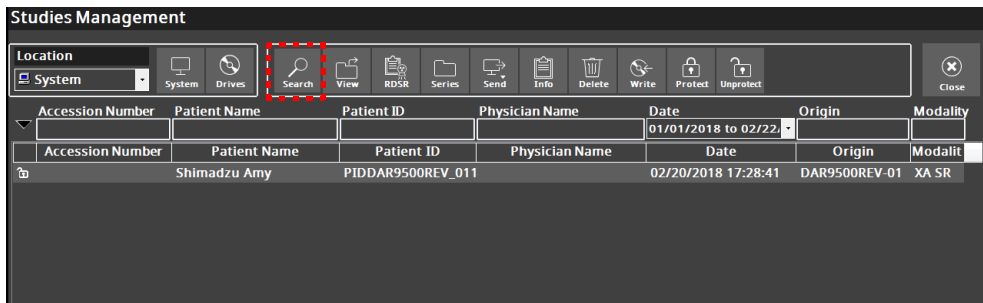 Studies Management
Location
System
System Drives Search View RDSR Series Send Info Delete Write Protect Unprotect Close
Accession Number Patient Name Patient ID Physician Name Date Origin Modality
01/01/2018 to 02/22/
Accession Number Patient Name Patient ID Physician Name Date Origin Modalit
Shimadzu Amy PIDDAR9500REV_011 02/20/2018 17:28:41 DAR9500REV-01 XA SR